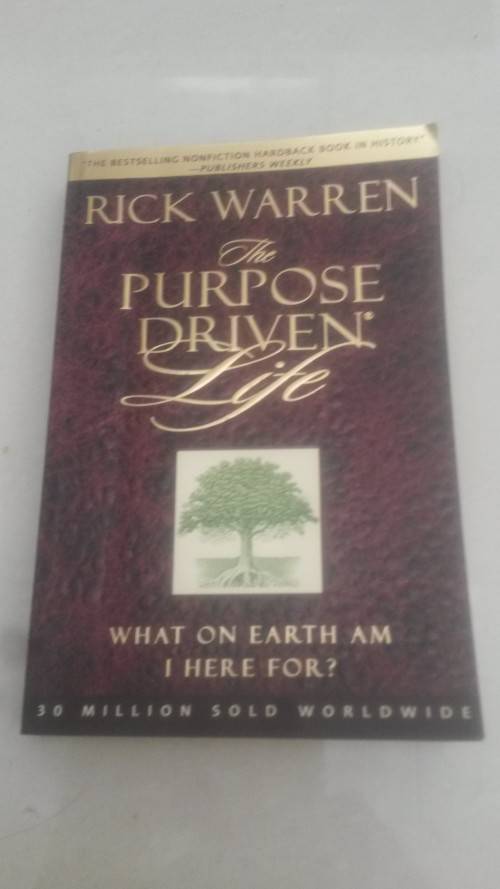 "THE BESTSELLING NONFICTION HARDBACK BOOK IN HISTORY"
—PUBLISHERS WEEKLY
RICK WARREN
The
PURPOSE
DRIVEN®
Life
WHAT ON EARTH AM
I HERE FOR?
30 MILLION SOLD WORLDWIDE